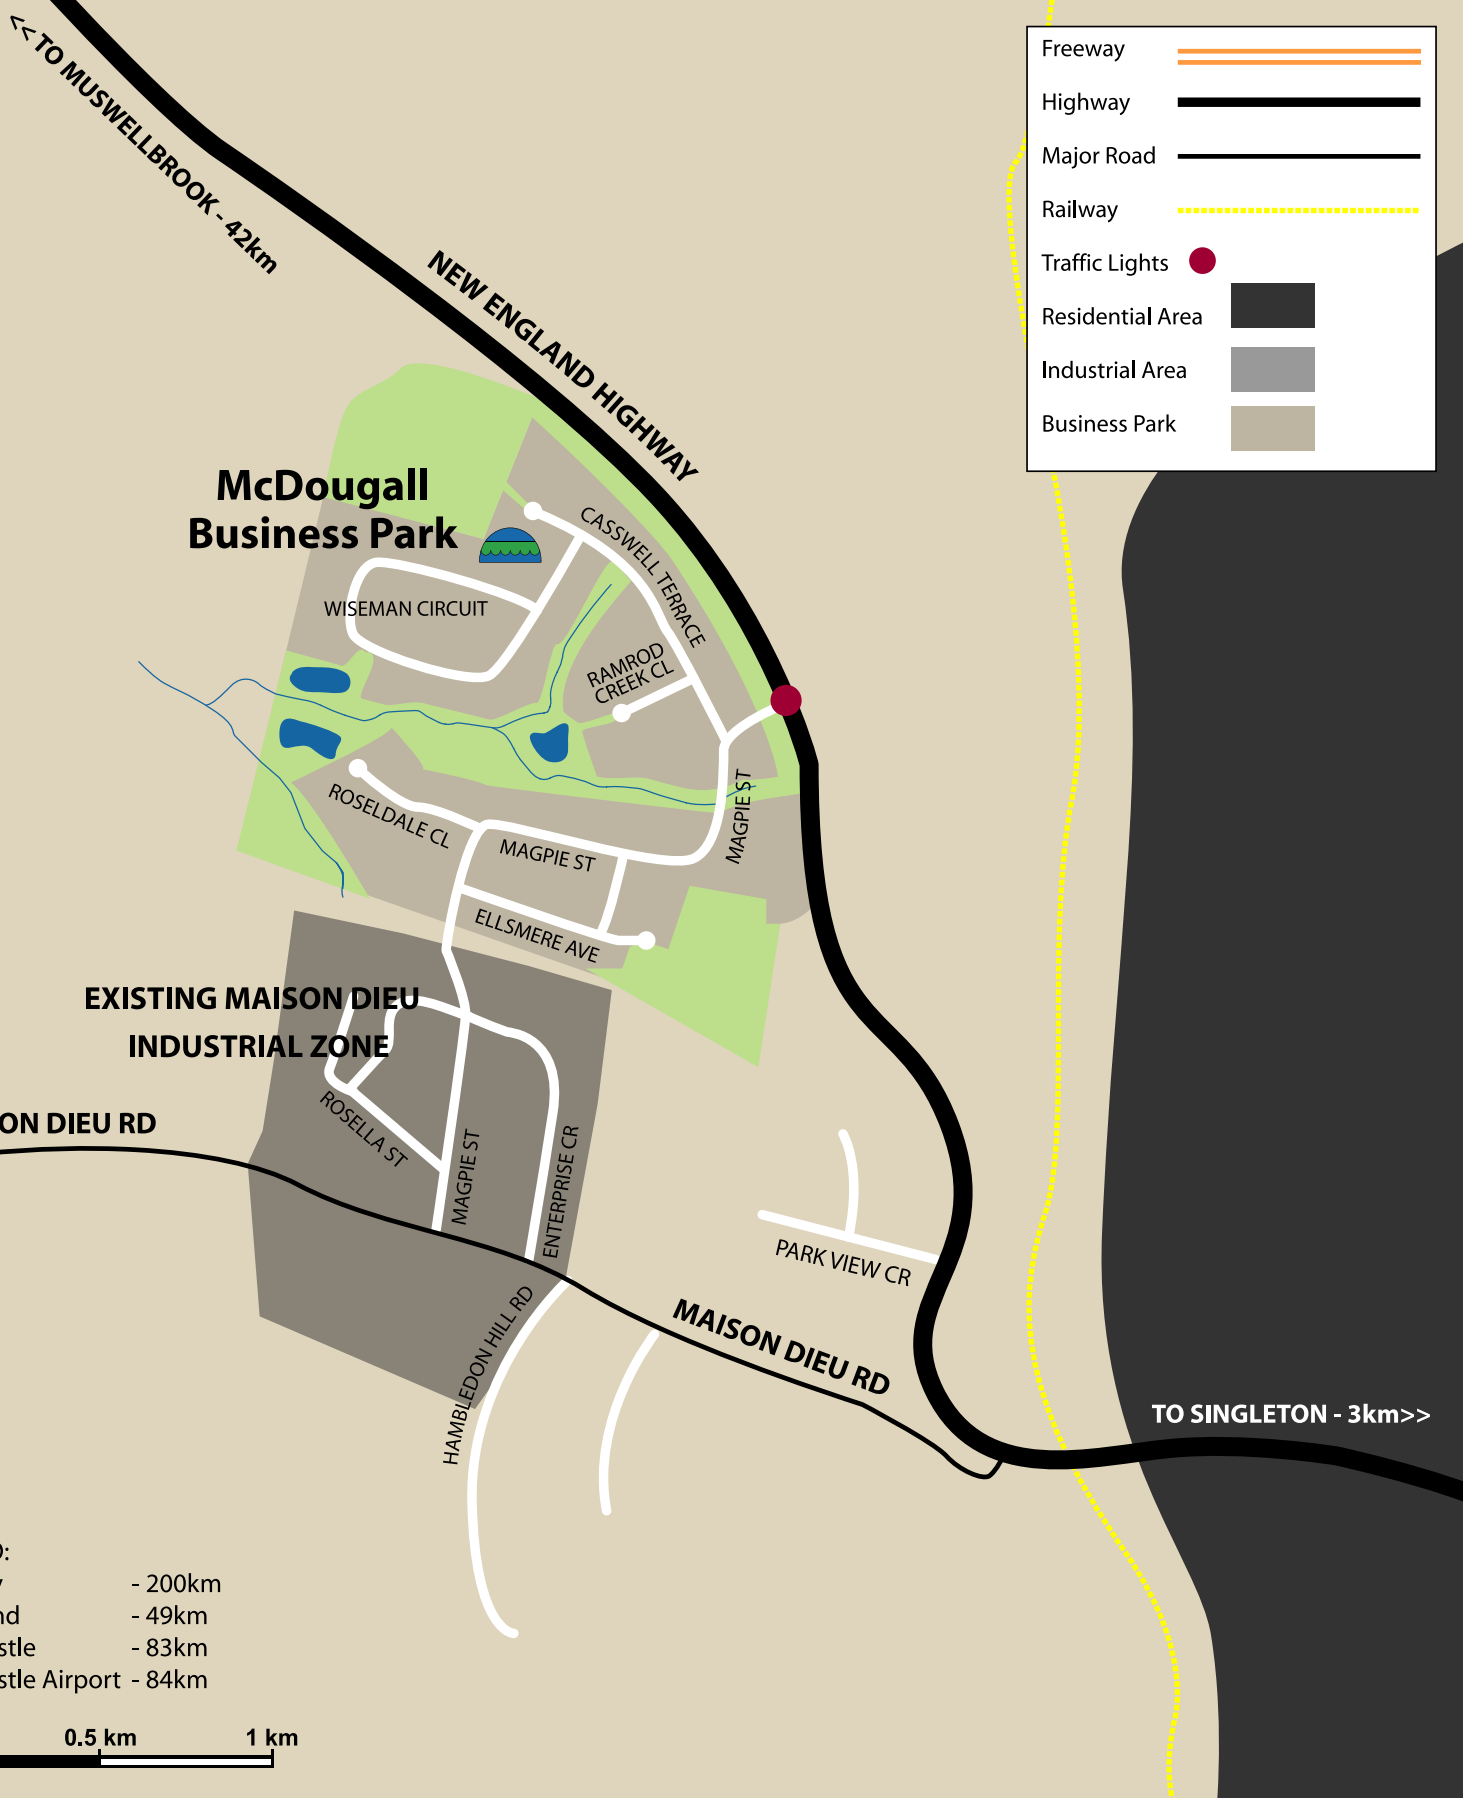 << TO MUSWELLBROOK - 42km
NEW ENGLAND HIGHWAY
Freeway
Highway
Major Road
Railway
Traffic Lights
Residential Area
Industrial Area
Business Park
McDougall
Business Park
CASSWELL TERRACE
WISEMAN CIRCUIT
RAMROD
CREEK CL
MAGPIE ST
ROSELDALE CL
MAGPIE ST
ELLSMERE AVE
EXISTING MAISON DIEU
INDUSTRIAL ZONE
ON DIEU RD
ROSELLA ST
MAGPIE ST
ENTERPRISE CR
PARK VIEW CR
HAMBLEDON HILL RD
MAISON DIEU RD
TO SINGLETON - 3km>>
- 200km
nd - 49km
stle - 83km
stle Airport - 84km
0.5 km 1 km